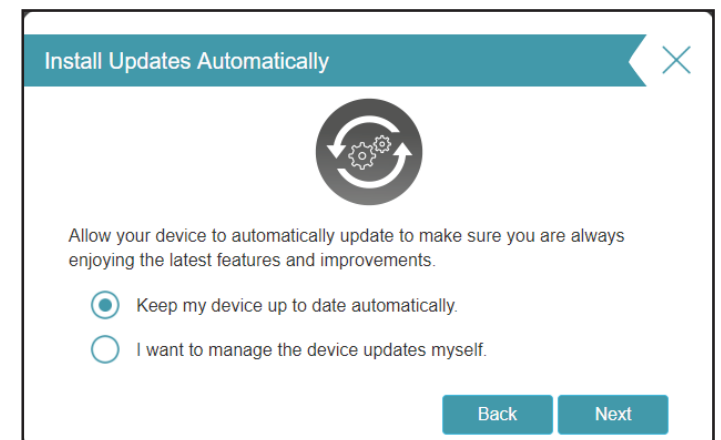 Install Updates Automatically
Allow your device to automatically update to make sure you are always
enjoying the latest features and improvements.
Keep my device up to date automatically.
I want to manage the device updates myself.
Back Next